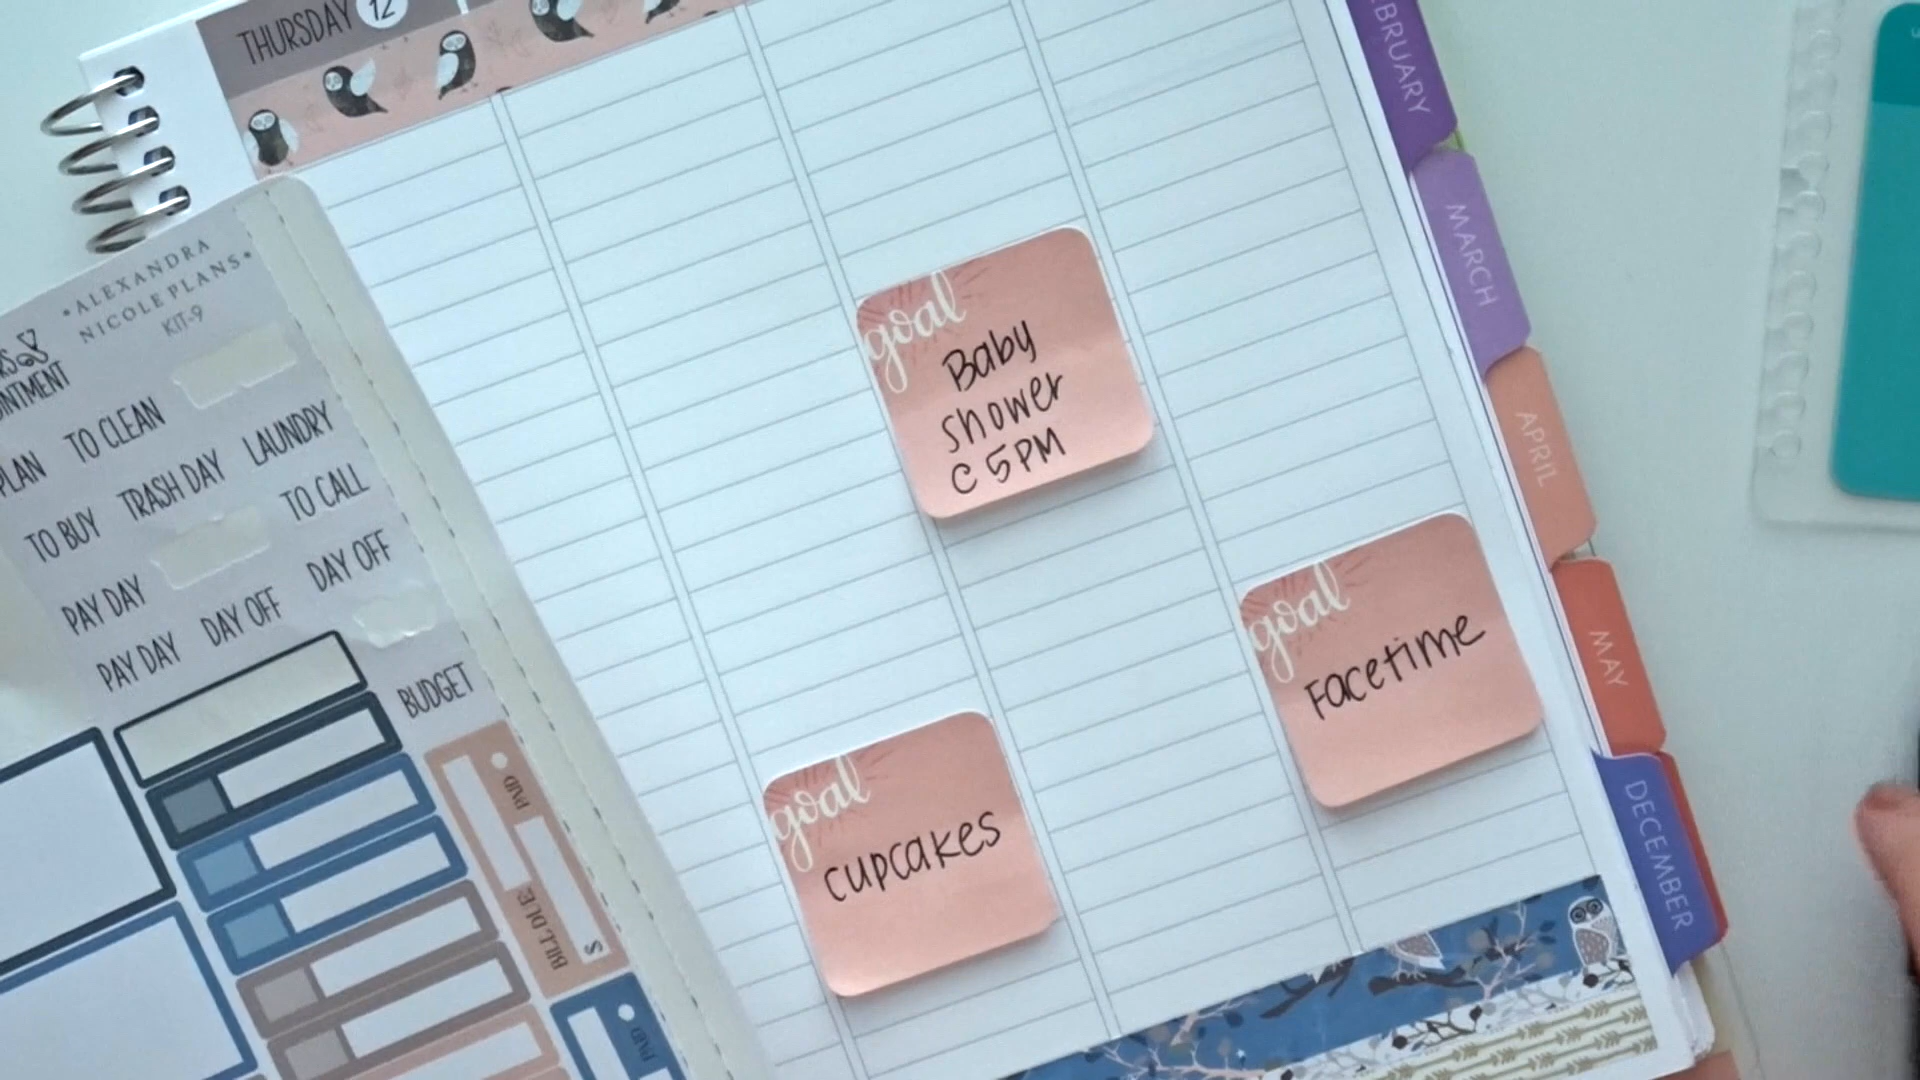 THURSDAY 12
• ALEXANDRA
NICOLE PLANS •
KIT-9
TO CLEAN
LAUNDRY
PLAN
TRASH DAY
TO CALL
TO BUY
DAY OFF
PAY DAY
DAY OFF
PAY DAY
BUDGET
PAID
BILL DUE:
$
PAID
goal
Baby
shower
C 5PM
goal
Facetime
goal
cupcakes
MARCH
APRIL
MAY
DECEMBER